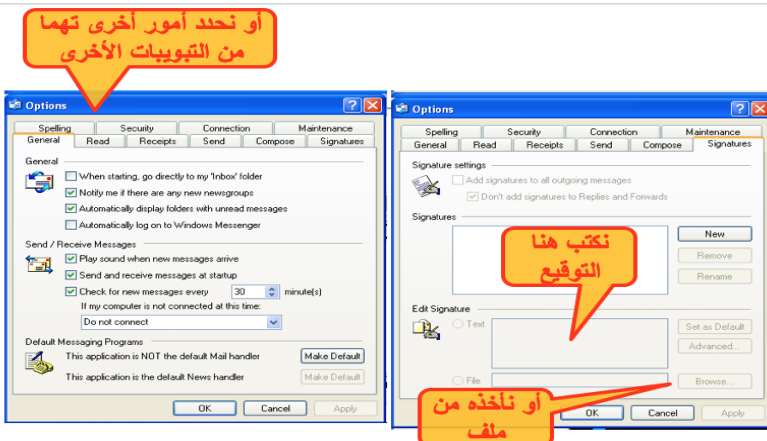 أو نحدد أمور أخرى تهما
من التبويبات الأخرى
Options
Spelling Security Connection Maintenance
General Read Receipts Send Compose Signatures
General
When starting, go directly to my 'Inbox' folder
Notify me if there are any new newsgroups
Automatically display folders with unread messages
Automatically log on to Windows Messenger
Send / Receive Messages
Play sound when new messages arrive
Send and receive messages at startup
Check for new messages every 30 minute(s)
If my computer is not connected at this time:
Do not connect
Default Messaging Programs
This application is NOT the default Mail handler Make Default
This application is the default News handler Make Default
OK Cancel Apply
Options
Spelling Security Connection Maintenance
General Read Receipts Send Compose Signatures
Signature settings
Add signatures to all outgoing messages
Don't add signatures to Replies and Forwards
Signatures
New
Remove
Rename
نكتب هنا
التوقيع
Edit Signature
Text
Set as Default
Advanced...
File
Browse...
أو نأخذه من
ملف
OK Cancel Apply